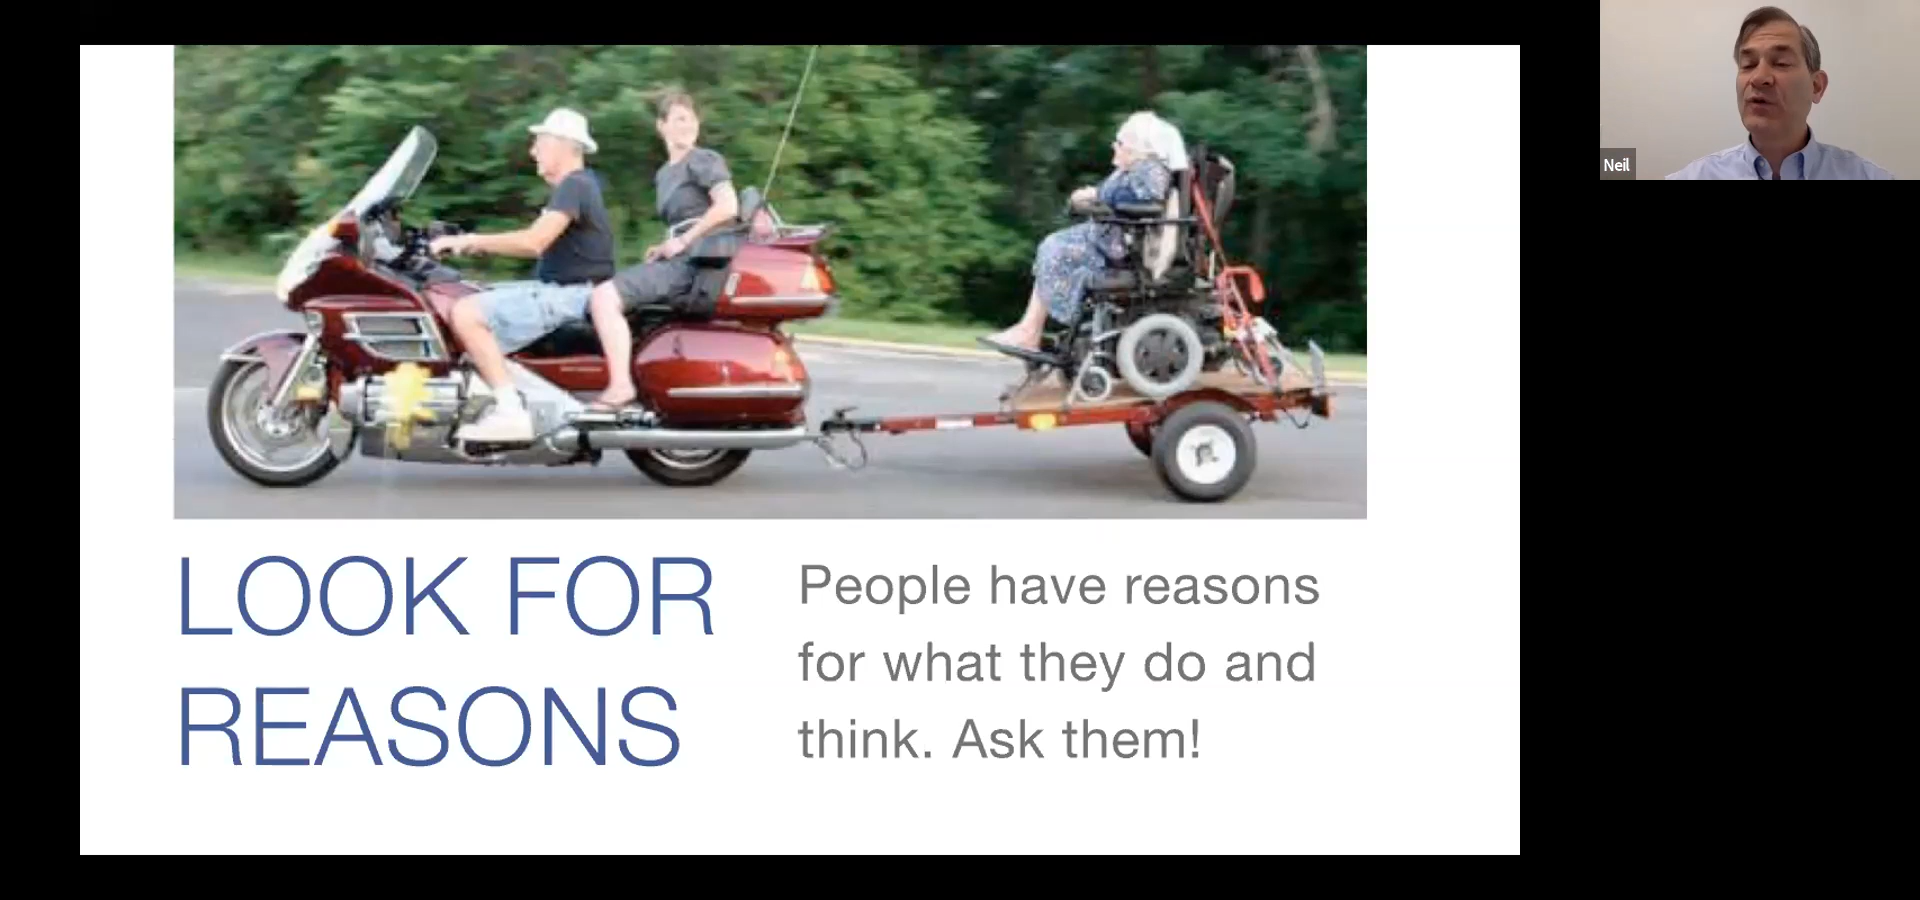 Neil
LOOK FOR
REASONS
People have reasons
for what they do and
think. Ask them!